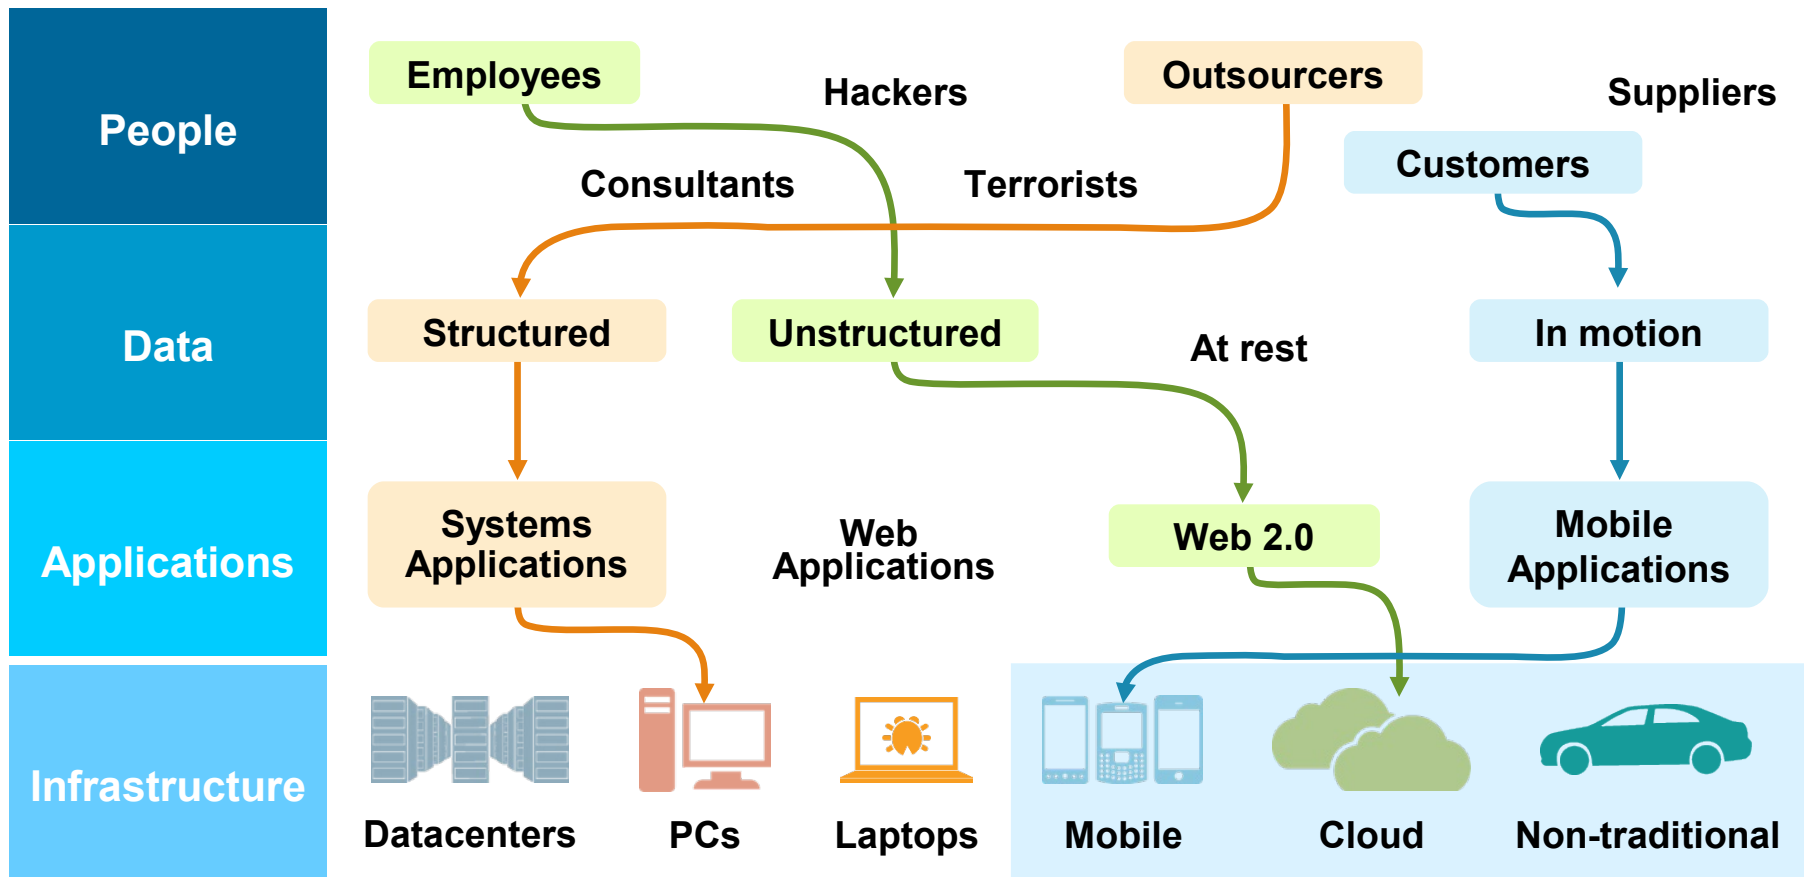 People
Employees
Hackers
Outsourcers
Suppliers
Consultants
Terrorists
Customers
Data
Structured
Unstructured
At rest
In motion
Applications
Systems
Applications
Web
Applications
Web 2.0
Mobile
Applications
Infrastructure
Datacenters
PCs
Laptops
Mobile
Cloud
Non-traditional